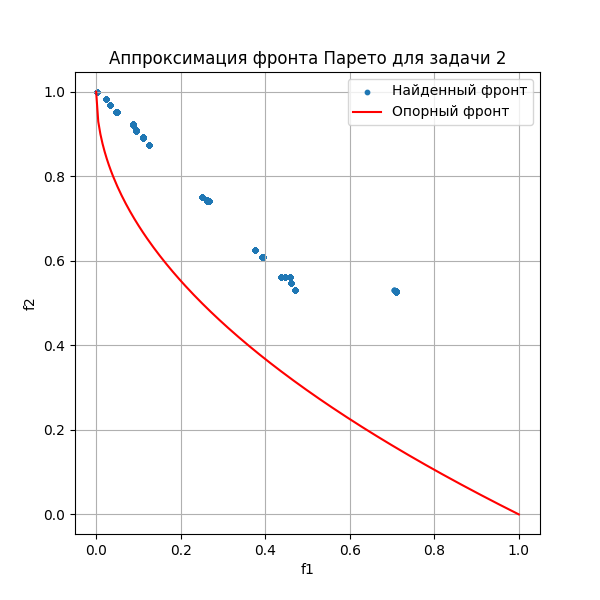 Аппроксимация фронта Парето для задачи 2
Найденный фронт
Опорный фронт
1.0
0.8
0.6
0.4
0.2
0.0
f2
0.0 0.2 0.4 0.6 0.8 1.0
f1